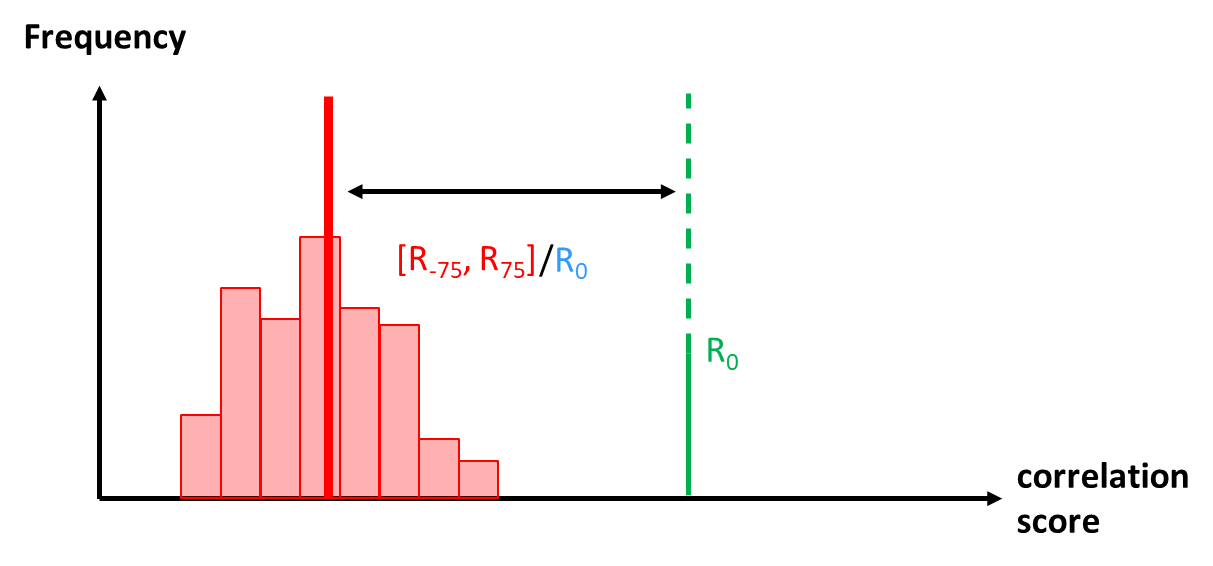 Frequency
[R-75, R75]/R0
R0
correlation
score